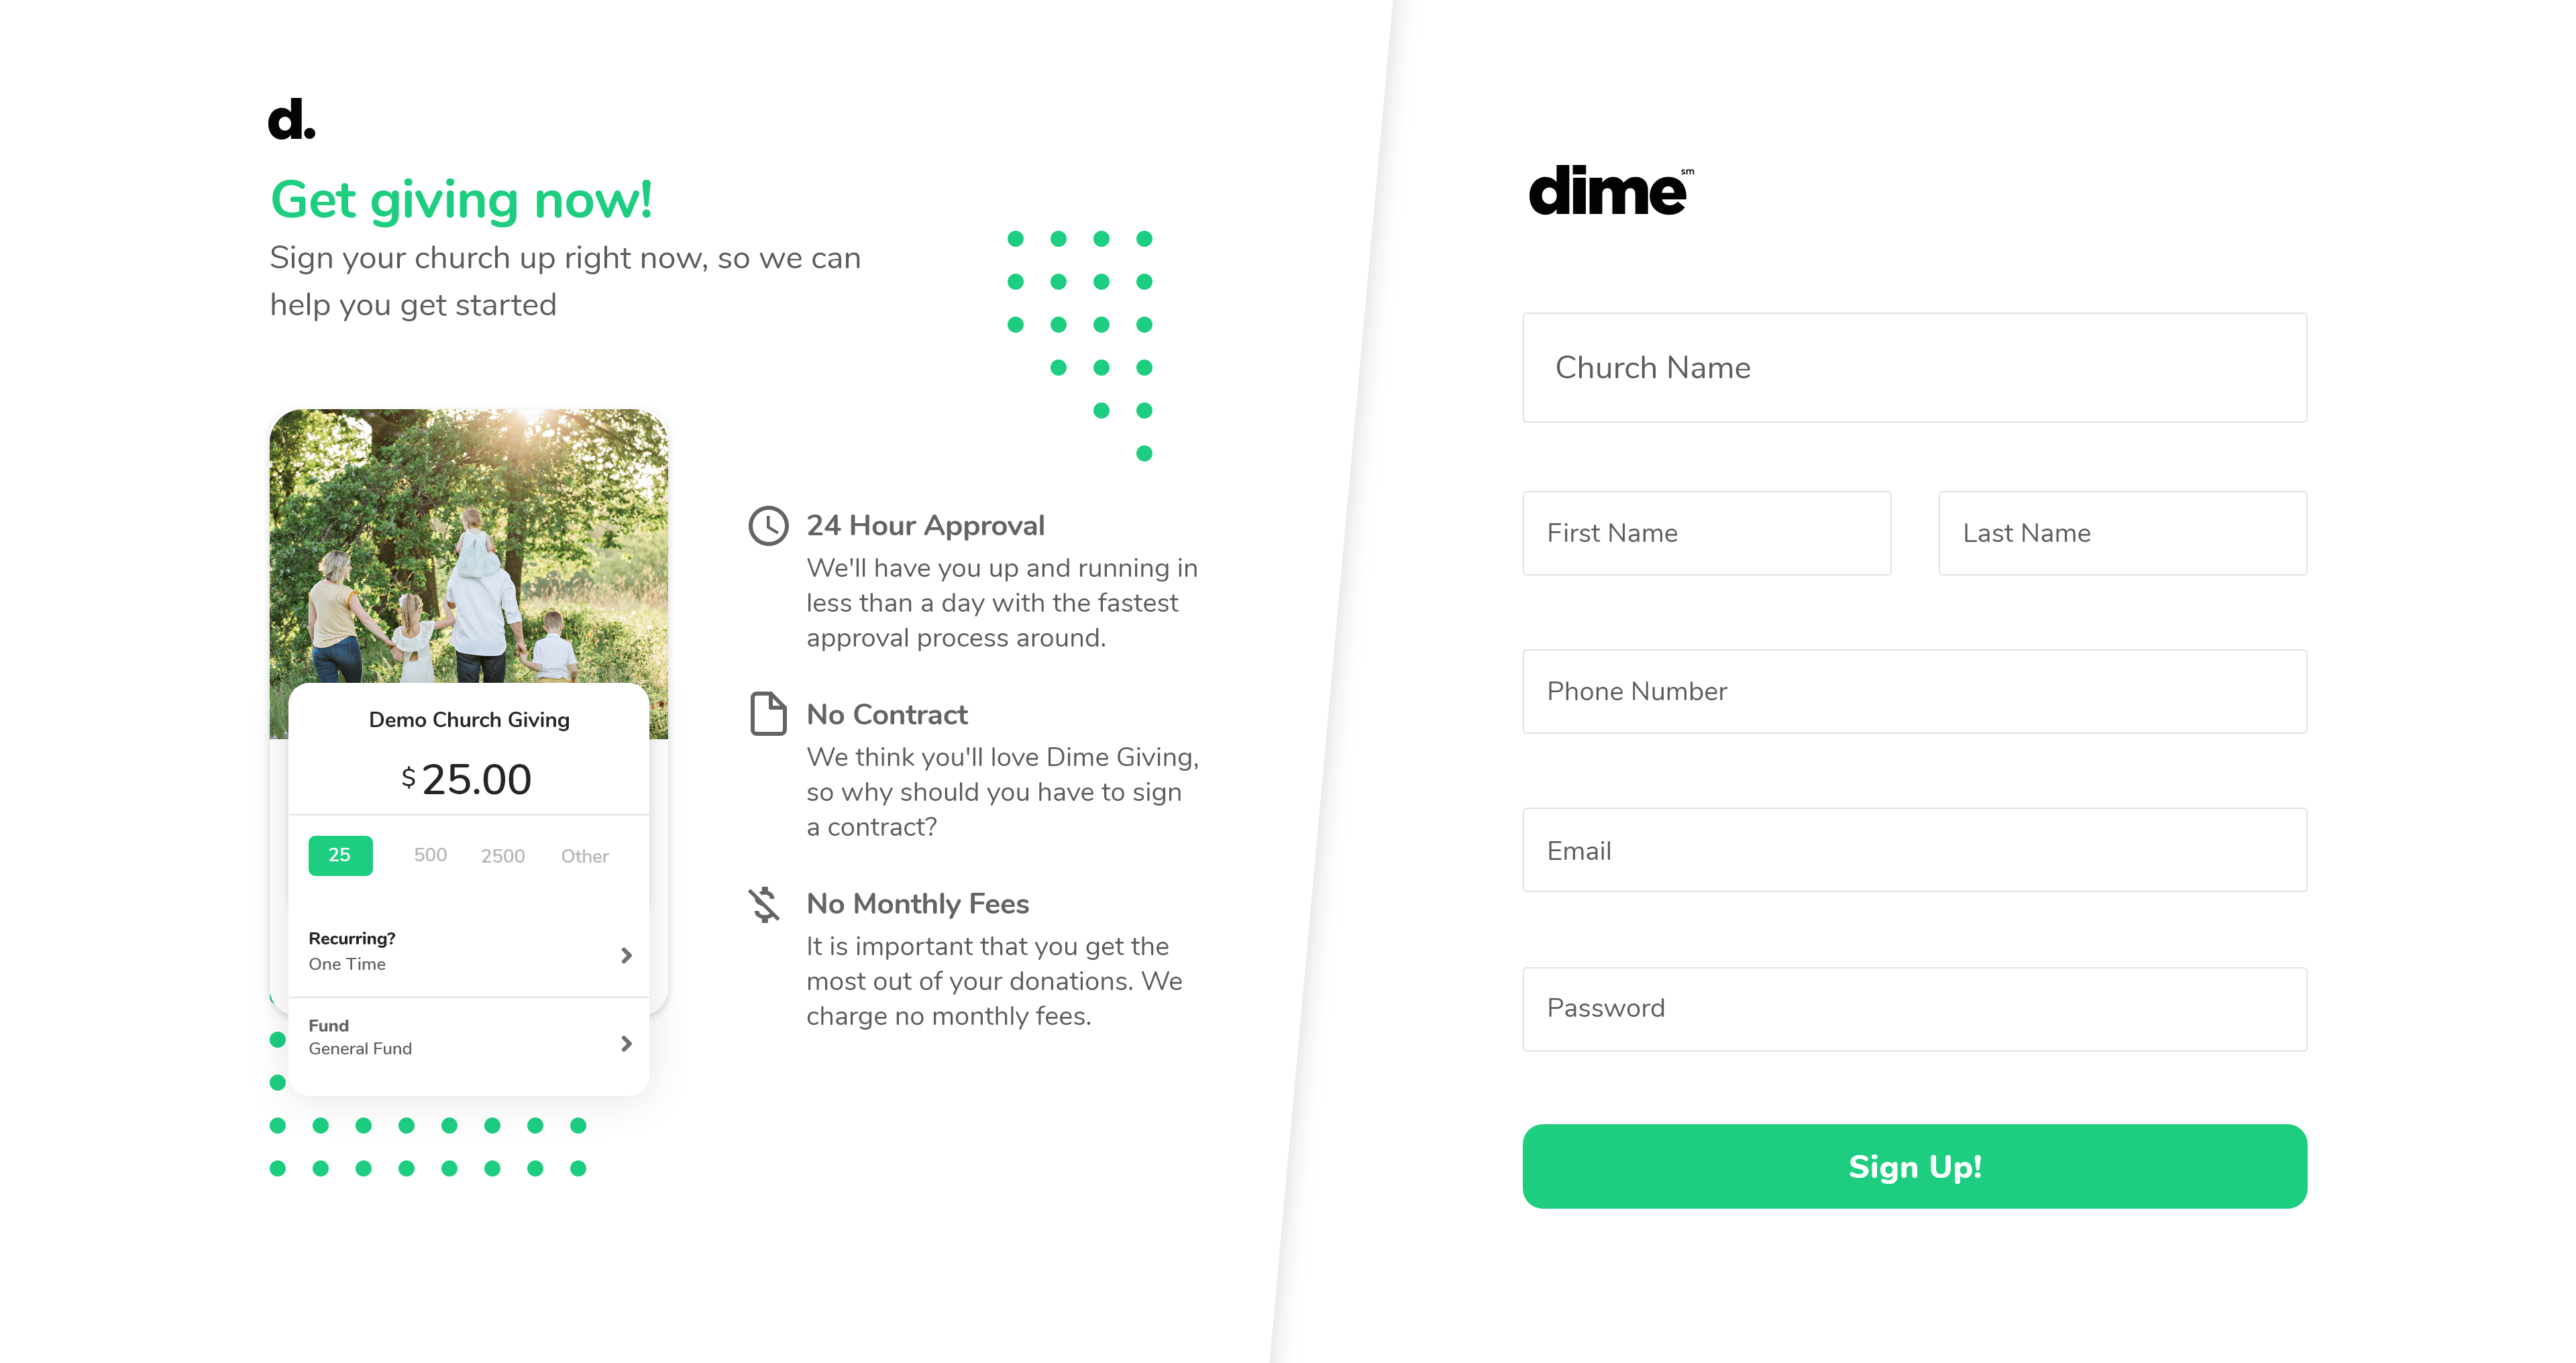 d.
Get giving now!
Sign your church up right now, so we can
help you get started
Demo Church Giving
$25.00
25 500 2500 Other
Recurring?
One Time
Fund
General Fund
24 Hour Approval
We'll have you up and running in
less than a day with the fastest
approval process around.
No Contract
We think you'll love Dime Giving,
so why should you have to sign
a contract?
No Monthly Fees
It is important that you get the
most out of your donations. We
charge no monthly fees.
dime℠
Church Name
First Name
Last Name
Phone Number
Email
Password
Sign Up!